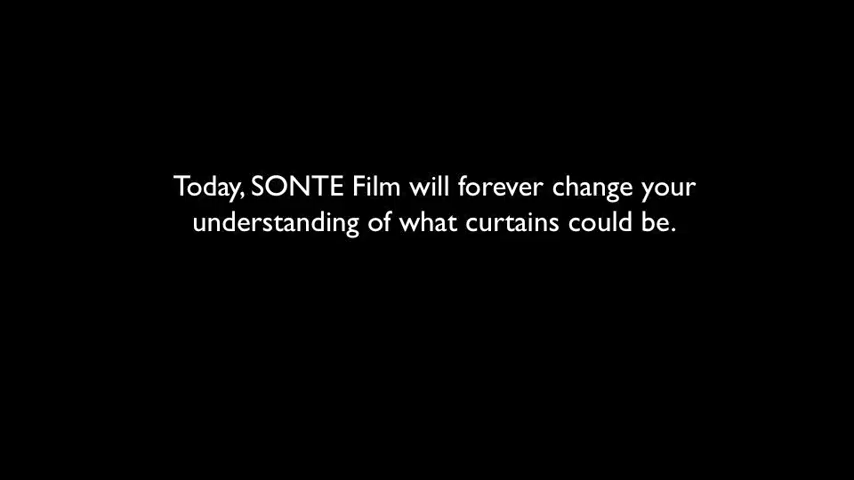 Today, SONTE Film will forever change your
understanding of what curtains could be.